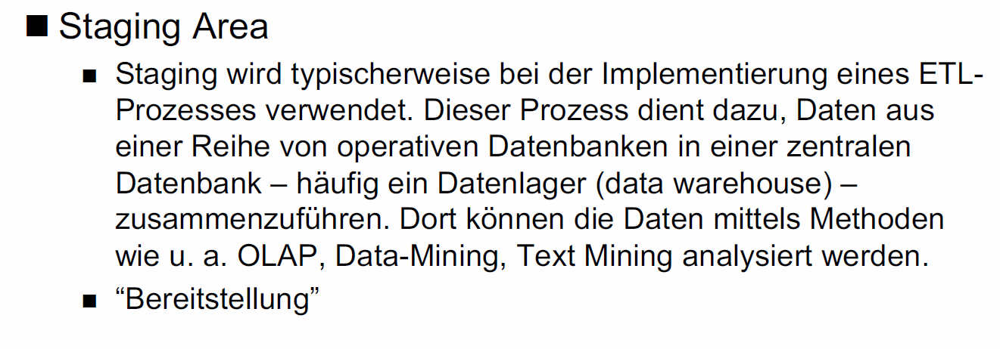 Staging Area
Staging wird typischerweise bei der Implementierung eines ETL-
Prozesses verwendet. Dieser Prozess dient dazu, Daten aus
einer Reihe von operativen Datenbanken in einer zentralen
Datenbank – häufig ein Datenlager (data warehouse) –
zusammenzuführen. Dort können die Daten mittels Methoden
wie u. a. OLAP, Data-Mining, Text Mining analysiert werden.
“Bereitstellung”